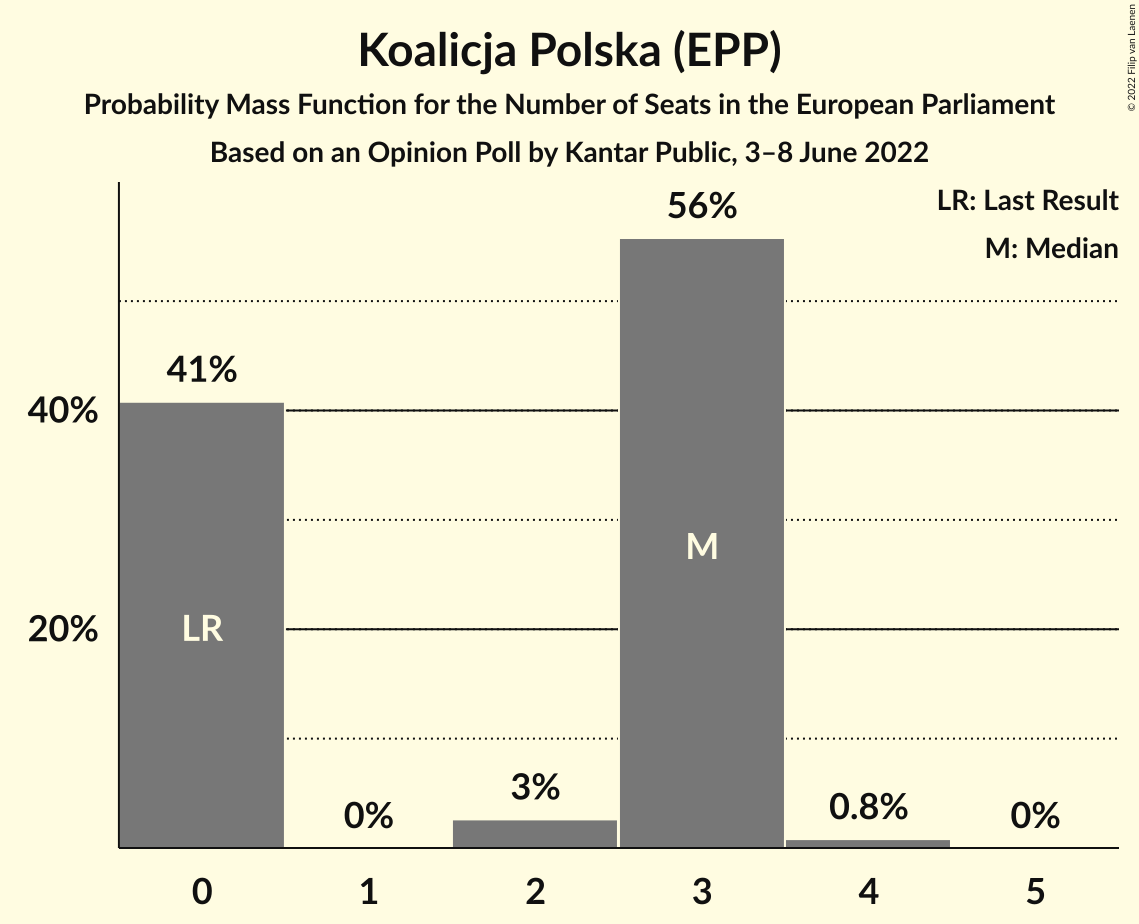 Koalicja Polska (EPP)
Probability Mass Function for the Number of Seats in the European Parliament
Based on an Opinion Poll by Kantar Public, 3–8 June 2022
© 2022 Filip van Laenen
LR: Last Result
M: Median
56%
41%
40%
M
20%
LR
3%
0%
0.8%
0%
0 1 2 3 4 5